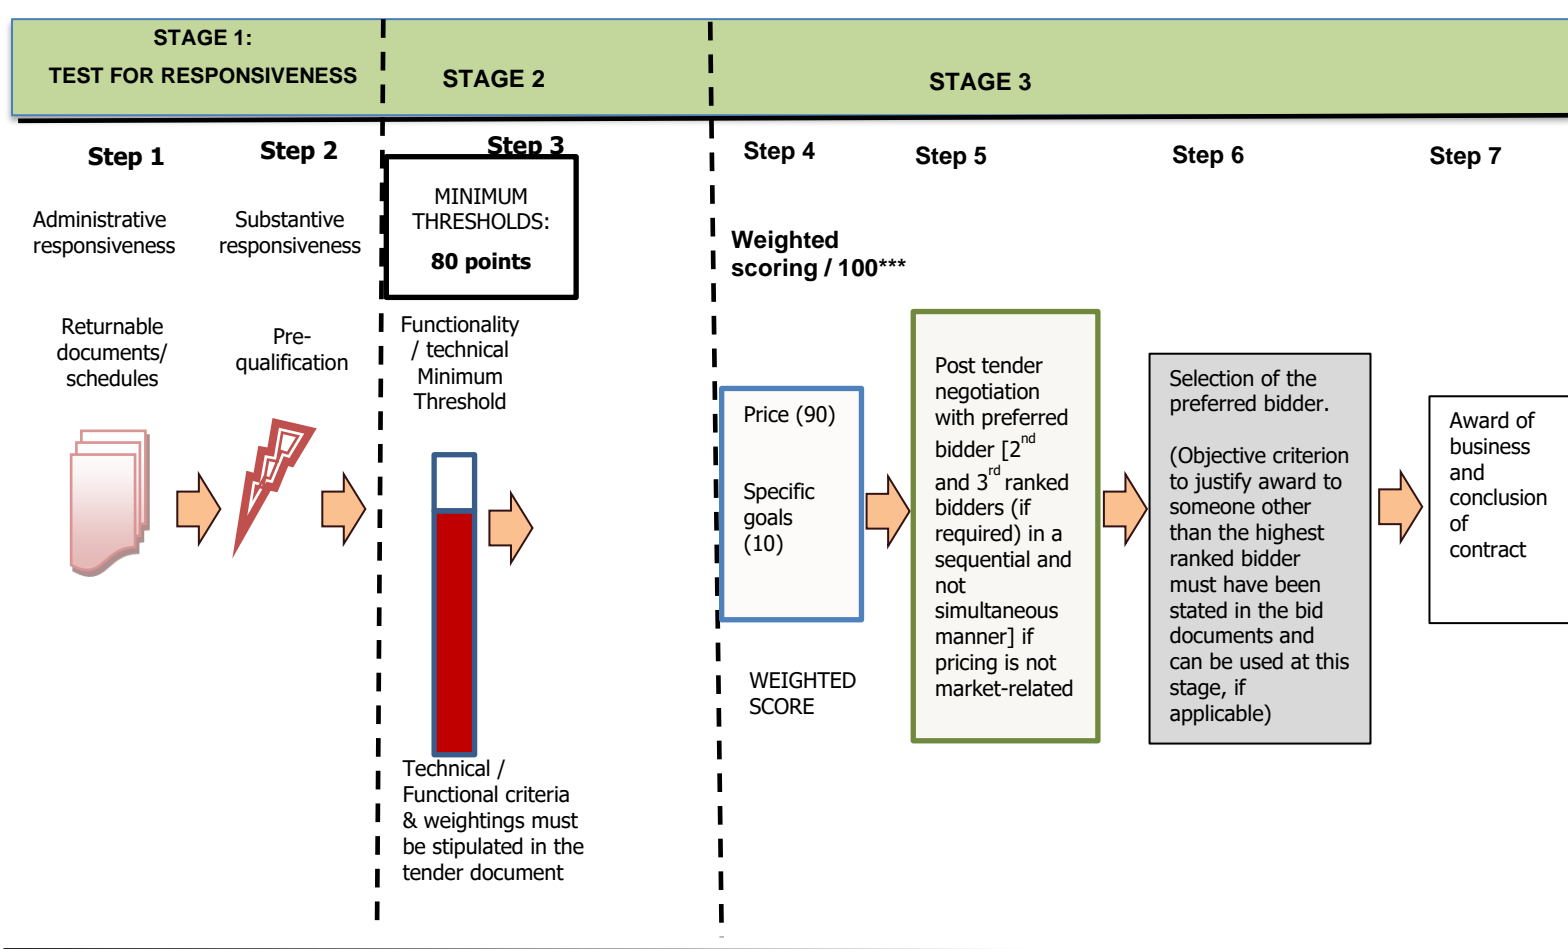 STAGE 1:
TEST FOR RESPONSIVENESS
STAGE 2
STAGE 3
Step 1
Step 2
Step 3
Step 4
Step 5
Step 6
Step 7
Administrative
responsiveness
Substantive
responsiveness
MINIMUM
THRESHOLDS:
80 points
Weighted
scoring / 100***
Returnable
documents/
schedules
Pre-
qualification
Functionality
/ technical
Minimum
Threshold
Technical /
Functional criteria
& weightings must
be stipulated in the
tender document
Price (90)
Specific
goals
(10)
WEIGHTED
SCORE
Post tender
negotiation
with preferred
bidder [2nd
and 3rd ranked
bidders (if
required) in a
sequential and
not
simultaneous
manner] if
pricing is not
market-related
Selection of the
preferred bidder.
(Objective criterion
to justify award to
someone other
than the highest
ranked bidder
must have been
stated in the bid
documents and
can be used at this
stage, if
applicable)
Award of
business
and
conclusion
of
contract